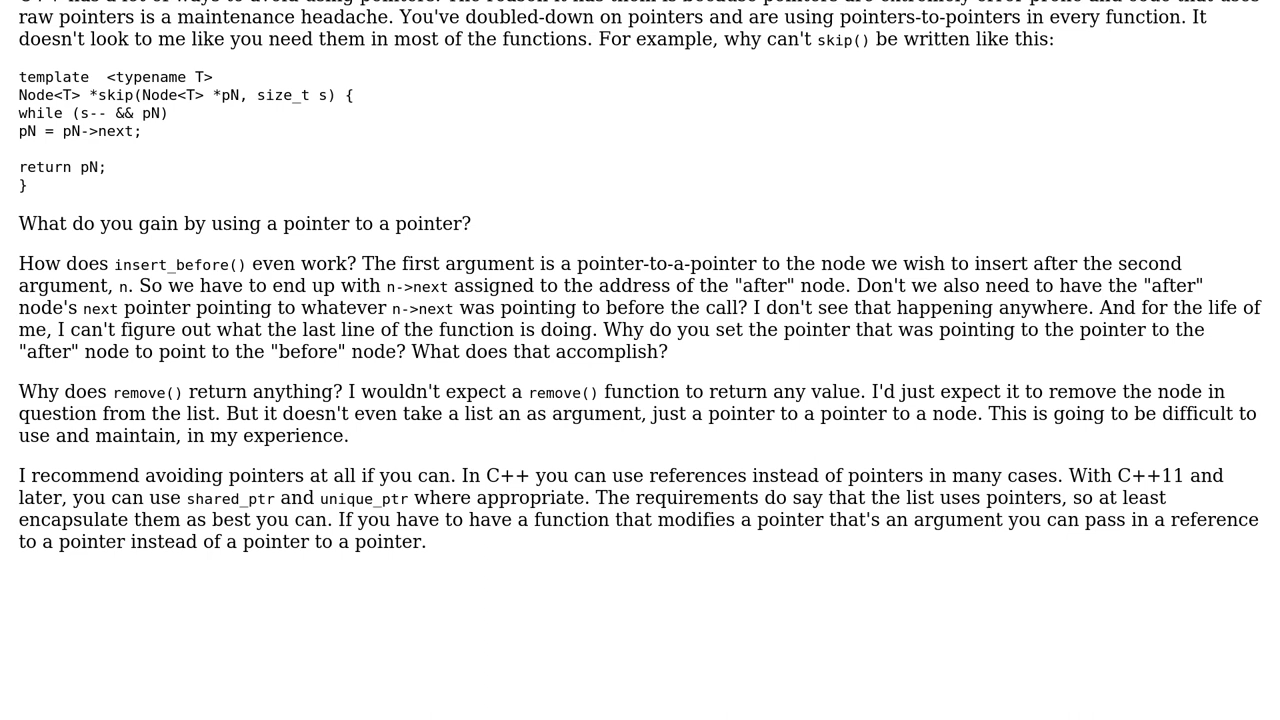 raw pointers is a maintenance headache. You've doubled-down on pointers and are using pointers-to-pointers in every function. It
doesn't look to me like you need them in most of the functions. For example, why can't skip() be written like this:
template  <typename T>
Node<T> *skip(Node<T> *pN, size_t s) {
while (s-- && pN)
pN = pN->next;
return pN;
}
What do you gain by using a pointer to a pointer?
How does insert_before() even work? The first argument is a pointer-to-a-pointer to the node we wish to insert after the second
argument, n. So we have to end up with n->next assigned to the address of the "after" node. Don't we also need to have the "after"
node's next pointer pointing to whatever n->next was pointing to before the call? I don't see that happening anywhere. And for the life of
me, I can't figure out what the last line of the function is doing. Why do you set the pointer that was pointing to the pointer to the
"after" node to point to the "before" node? What does that accomplish?
Why does remove() return anything? I wouldn't expect a remove() function to return any value. I'd just expect it to remove the node in
question from the list. But it doesn't even take a list an as argument, just a pointer to a pointer to a node. This is going to be difficult to
use and maintain, in my experience.
I recommend avoiding pointers at all if you can. In C++ you can use references instead of pointers in many cases. With C++11 and
later, you can use shared_ptr and unique_ptr where appropriate. The requirements do say that the list uses pointers, so at least
encapsulate them as best you can. If you have to have a function that modifies a pointer that's an argument you can pass in a reference
to a pointer instead of a pointer to a pointer.